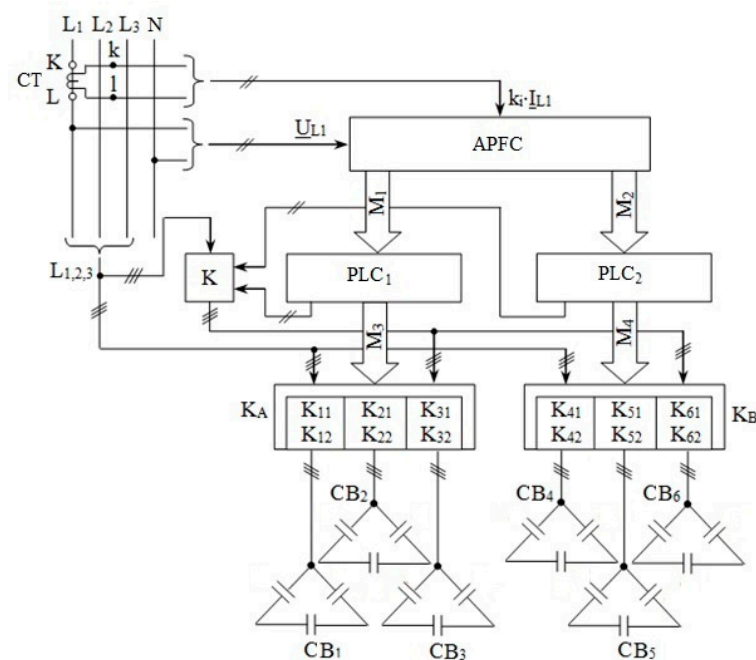 L1 L2 L3 N
K k
CT
L l
ki·IL1
UL1
APFC
M1 M2
L1,2,3
K
PLC1
PLC2
M3 M4
KA
K11 K21 K31
K12 K22 K32
K41 K51 K61
K42 K52 K62
KB
CB2 CB4 CB6
CB1 CB3 CB5